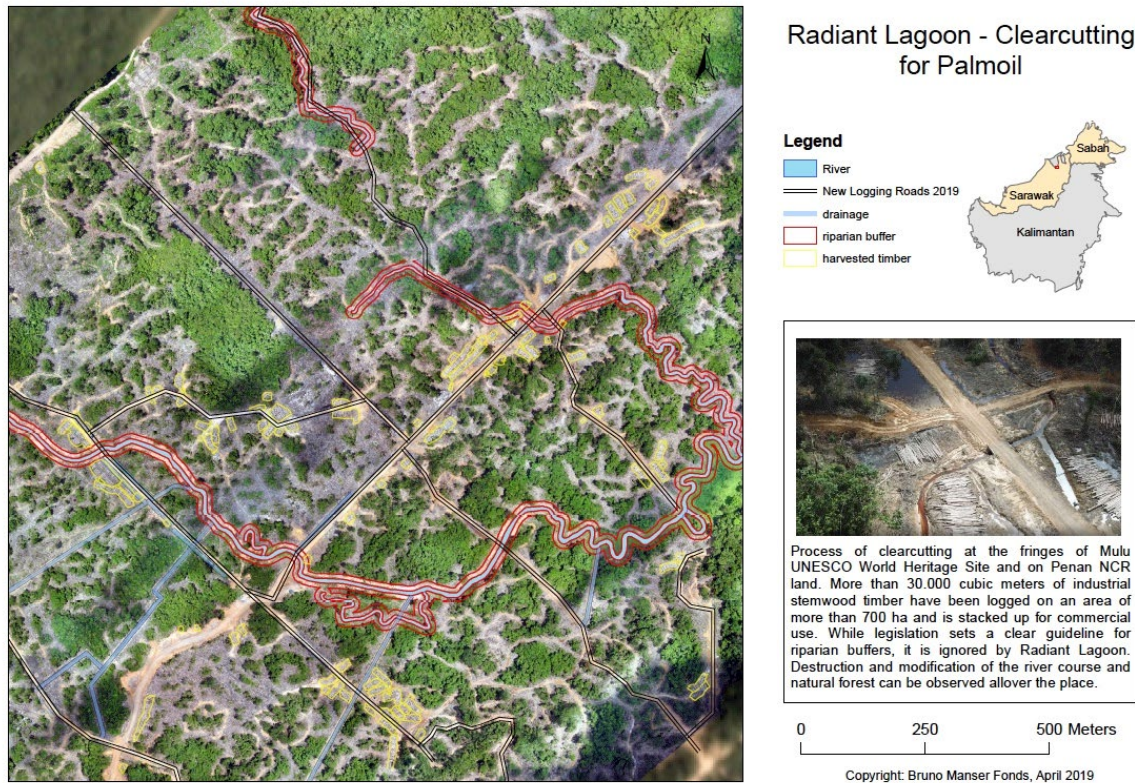 Radiant Lagoon - Clearcutting
for Palmoil
N
Legend
River
New Logging Roads 2019
drainage
riparian buffer
harvested timber
Sabah
Sarawak
Kalimantan
Process of clearcutting at the fringes of Mulu
UNESCO World Heritage Site and on Penan NCR
land. More than 30.000 cubic meters of industrial
stemwood timber have been logged on an area of
more than 700 ha and is stacked up for commercial
use. While legislation sets a clear guideline for
riparian buffers, it is ignored by Radiant Lagoon.
Destruction and modification of the river course and
natural forest can be observed allover the place.
0 250 500 Meters
Copyright: Bruno Manser Fonds, April 2019